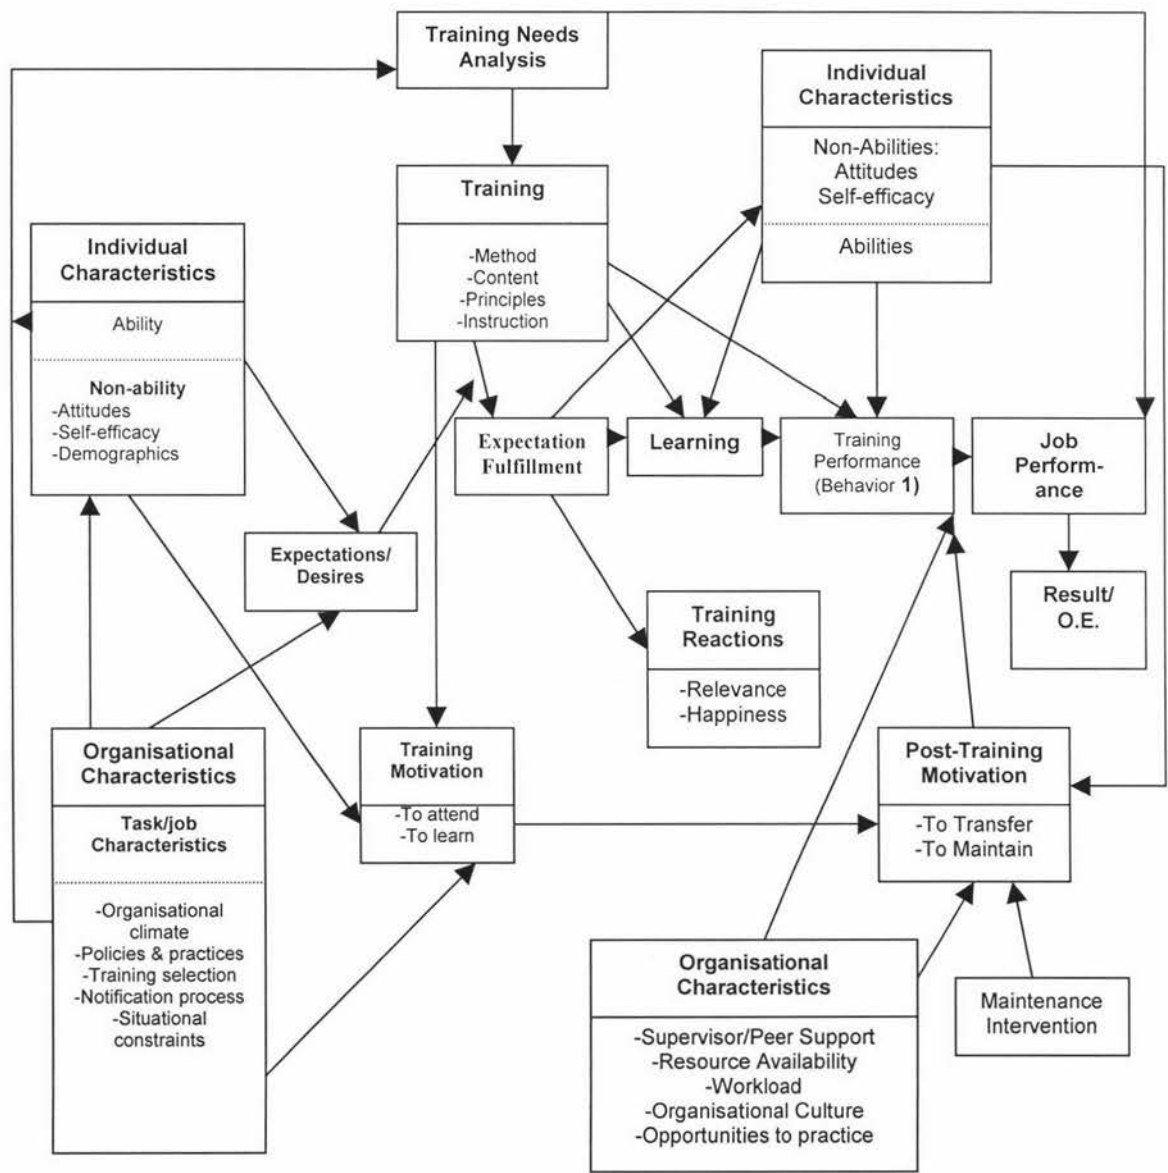 Training Needs
Analysis
Individual
Characteristics
Non-Abilities:
Attitudes
Self-efficacy
Abilities
Training
-Method
-Content
-Principles
-Instruction
Individual
Characteristics
Ability
Non-ability
-Attitudes
-Self-efficacy
-Demographics
Expectation
Fulfillment
Learning
Training
Performance
(Behavior 1)
Job
Perform-
ance
Expectations/
Desires
Result/
O.E.
Training
Reactions
-Relevance
-Happiness
Organisational
Characteristics
Task/job
Characteristics
-Organisational
climate
-Policies & practices
-Training selection
-Notification process
-Situational
constraints
Training
Motivation
-To attend
-To learn
Post-Training
Motivation
-To Transfer
-To Maintain
Organisational
Characteristics
-Supervisor/Peer Support
-Resource Availability
-Workload
-Organisational Culture
-Opportunities to practice
Maintenance
Intervention